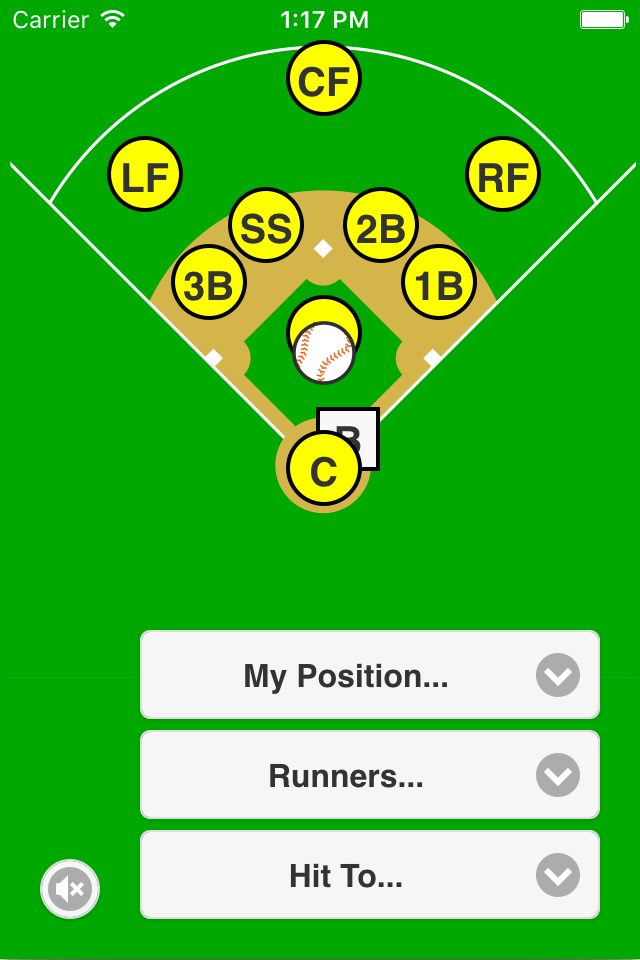 Carrier 1:17 PM
CF
LF RF
SS 2B
3B 1B
B
C
My Position...
Runners...
Hit To...